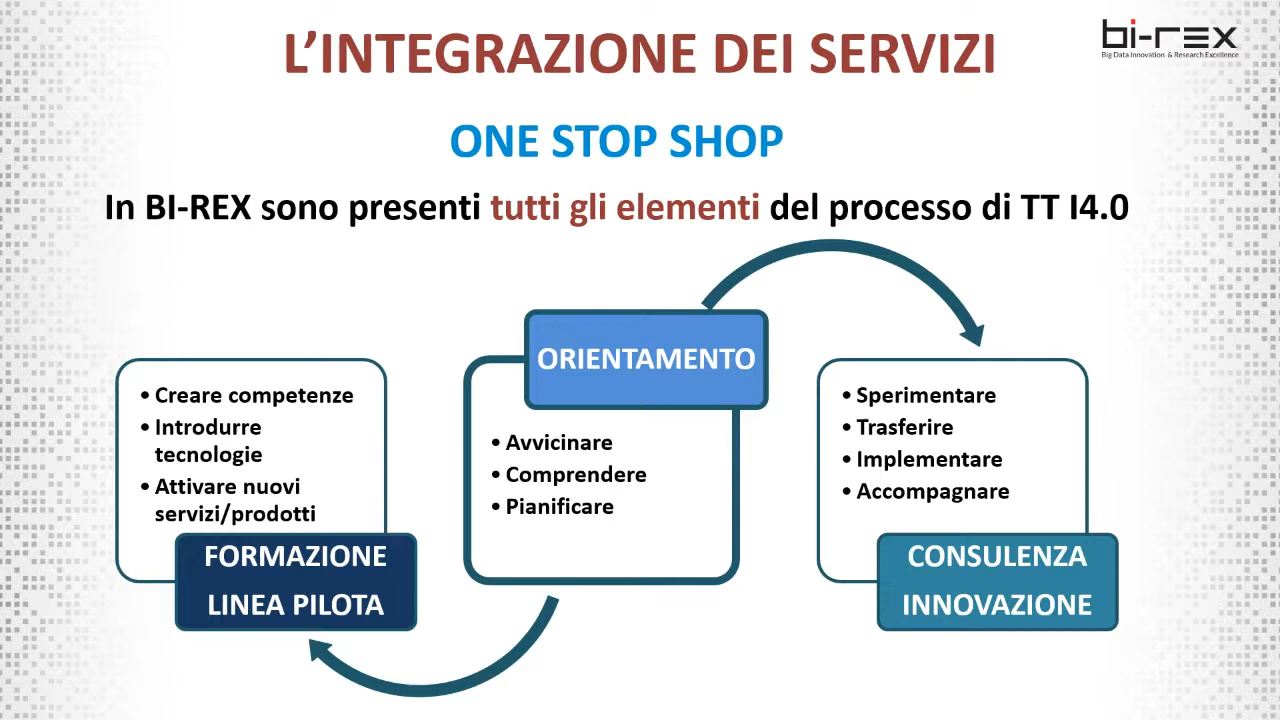 L'INTEGRAZIONE DEI SERVIZI
bi-rex
Big Data Innovation & Research Excellence
ONE STOP SHOP
In BI-REX sono presenti tutti gli elementi del processo di TT I4.0
• Creare competenze
• Introdurre
tecnologie
• Attivare nuovi
servizi/prodotti
FORMAZIONE
LINEA PILOTA
ORIENTAMENTO
• Avvicinare
• Comprendere
• Pianificare
• Sperimentare
• Trasferire
• Implementare
• Accompagnare
CONSULENZA
INNOVAZIONE